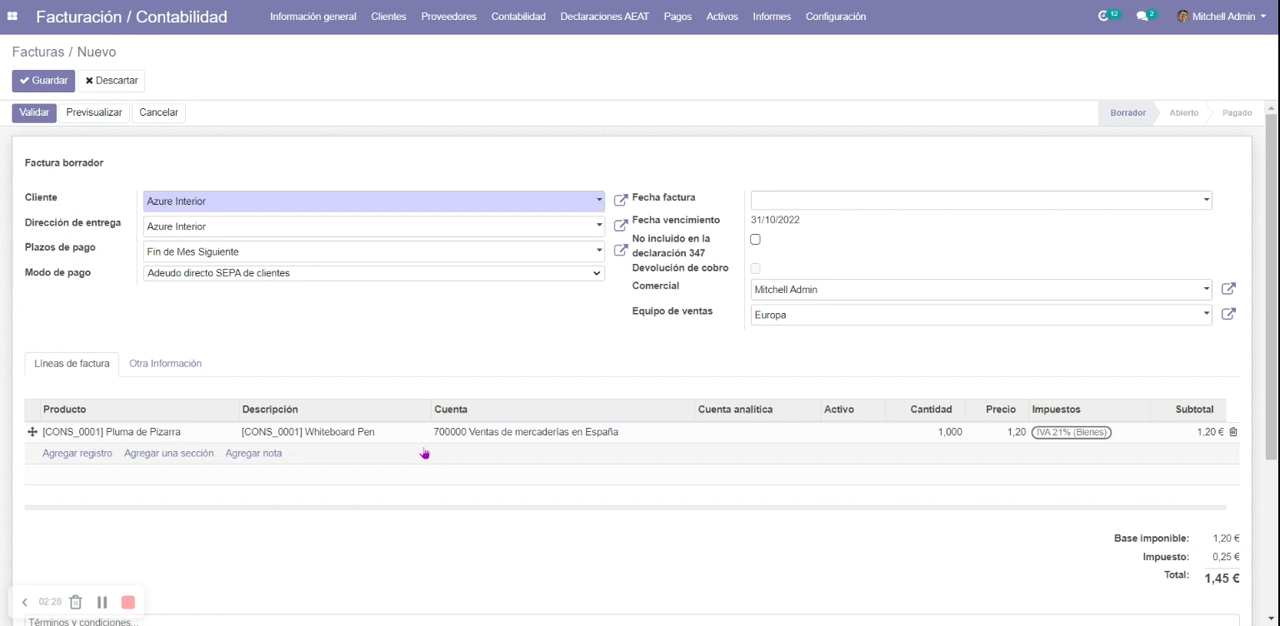 Facturación / Contabilidad Información general Clientes Proveedores Contabilidad Declaraciones AEAT Pagos Activos Informes Configuración 12 2 Mitchell Admin
Facturas / Nuevo
Guardar Descartar
Validar Previsualizar Cancelar Borrador Abierto Pagado
Factura borrador
Cliente Azure Interior
Dirección de entrega Azure Interior
Plazos de pago Fin de Mes Siguiente
Modo de pago Adeudo directo SEPA de clientes
Fecha factura
Fecha vencimiento 31/10/2022
No incluido en la
declaración 347
Devolución de cobro
Comercial Mitchell Admin
Equipo de ventas Europa
Líneas de factura Otra Información
Producto Descripción Cuenta Cuenta analítica Activo Cantidad Precio Impuestos Subtotal
[CONS_0001] Pluma de Pizarra [CONS_0001] Whiteboard Pen 700000 Ventas de mercaderías en España 1,000 1,20 IVA 21% (Bienes) 1,20 €
Agregar registro Agregar una sección Agregar nota
Base imponible: 1,20 €
Impuesto: 0,25 €
Total: 1,45 €
02:28
Términos y condiciones...